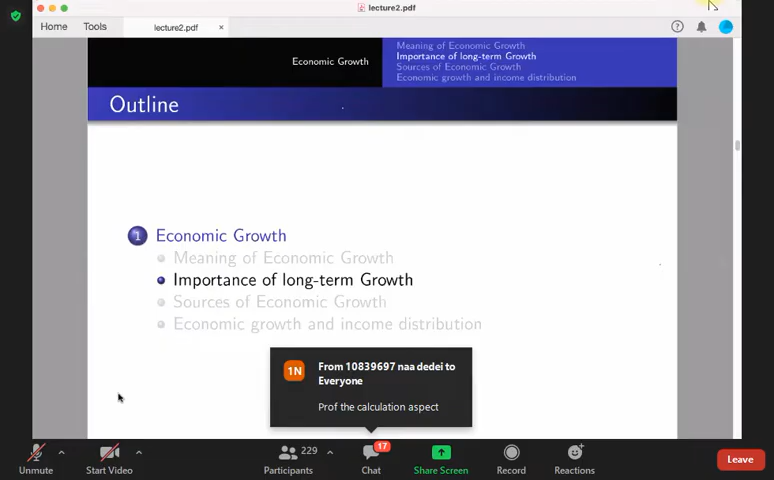 lecture2.pdf
Home
Tools
lecture2.pdf
×
Economic Growth
Meaning of Economic Growth
Importance of long-term Growth
Sources of Economic Growth
Economic growth and income distribution
Outline
1 Economic Growth
Meaning of Economic Growth
Importance of long-term Growth
Sources of Economic Growth
Economic growth and income distribution
1N
From 10839697 naa dedei to
Everyone
Prof the calculation aspect
229
17
Unmute
Start Video
Participants
Chat
Share Screen
Record
Reactions
Leave